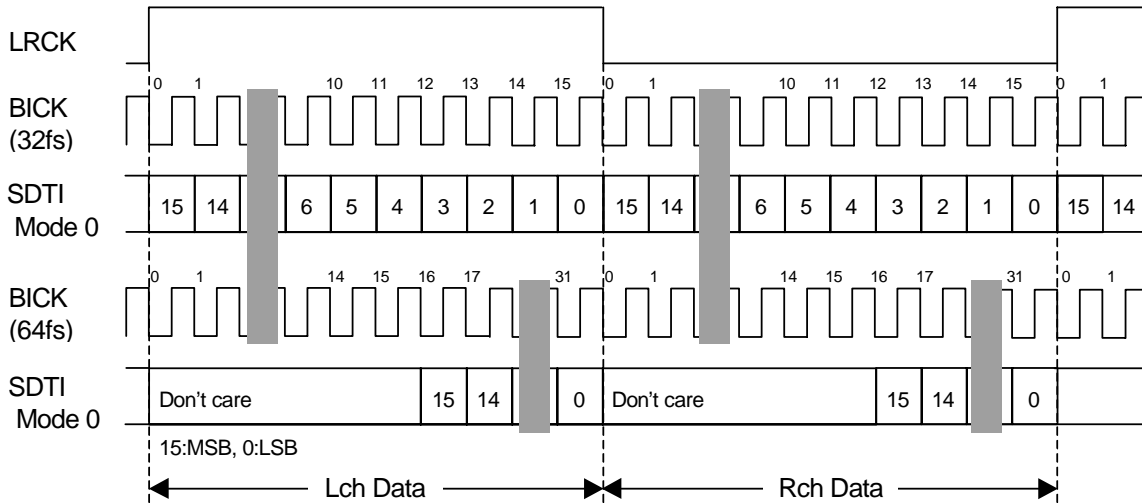 LRCK
0 1 10 11 12 13 14 15 0 1 10 11 12 13 14 15 0 1
BICK
(32fs)
SDTI
Mode 0
15 14 6 5 4 3 2 1 0 15 14 6 5 4 3 2 1 0 15 14
0 1 14 15 16 17 31 0 1 14 15 16 17 31 0 1
BICK
(64fs)
SDTI
Mode 0
Don't care 15 14 0 Don't care 15 14 0
15:MSB, 0:LSB
Lch Data Rch Data